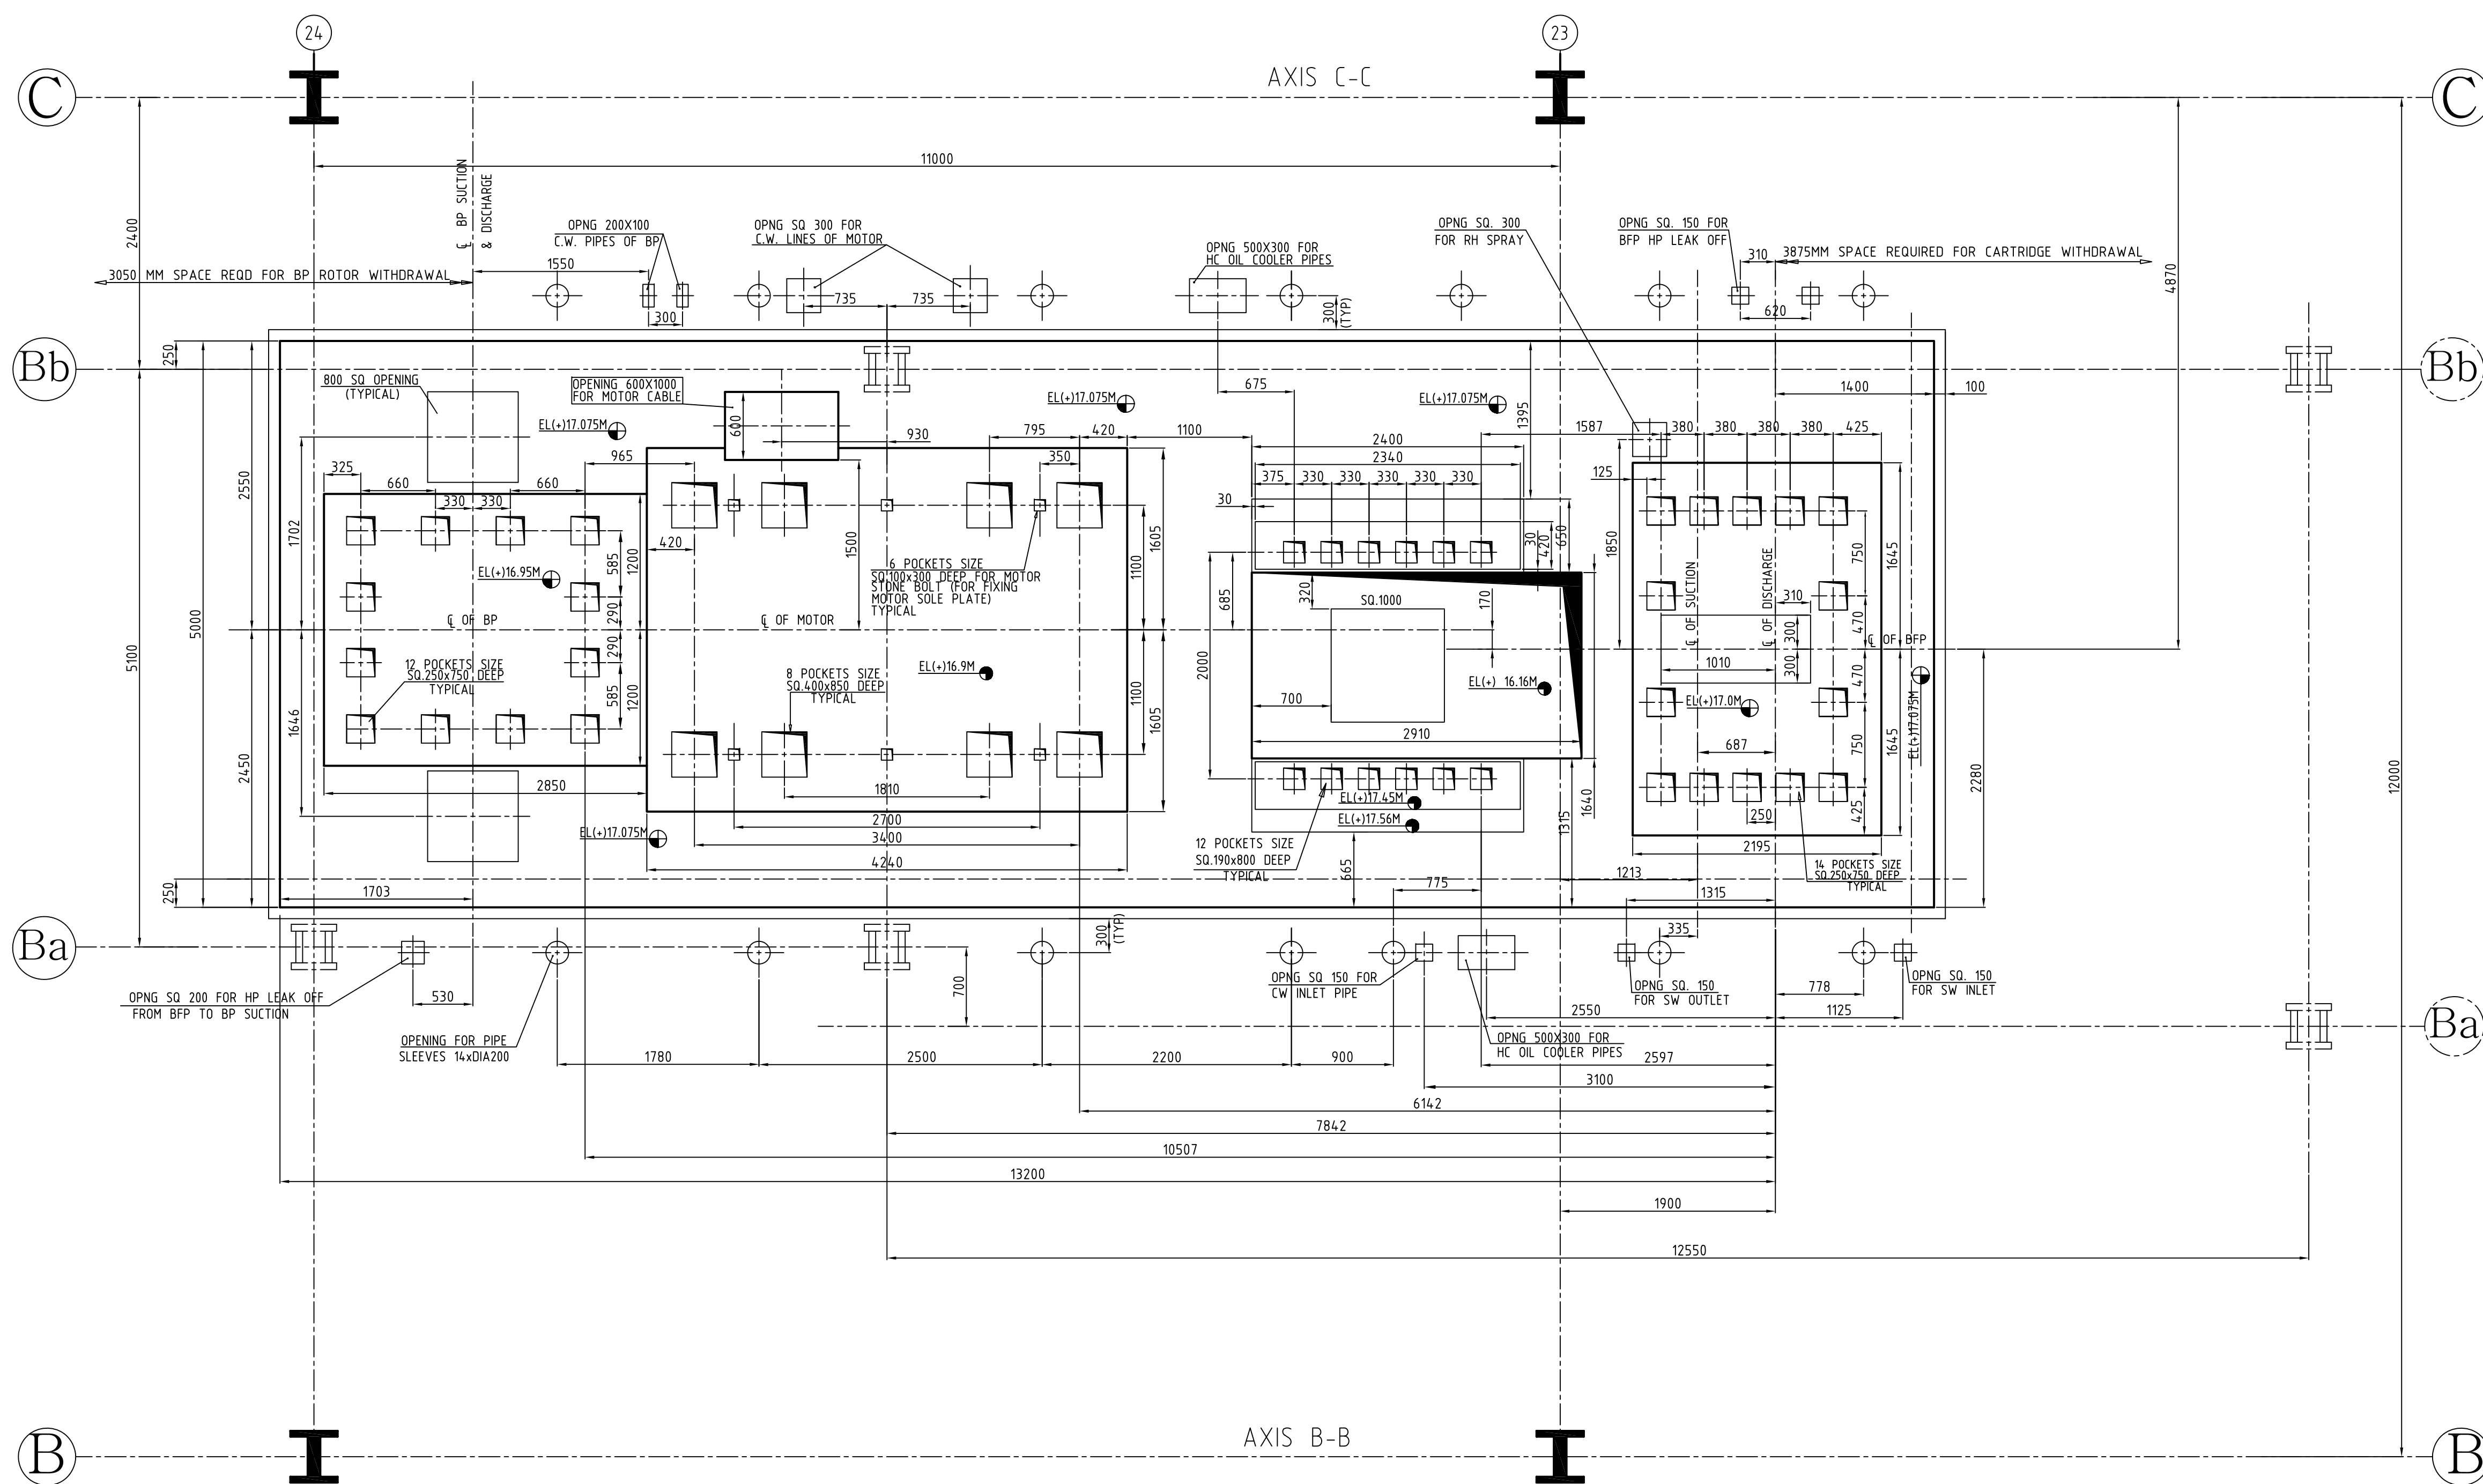 24
23
C
AXIS C-C
C
11000
℄ BP SUCTION
& DISCHARGE
2400
4870
OPNG 200X100
C.W. PIPES OF BP
OPNG SQ 300 FOR
C.W. LINES OF MOTOR
OPNG 500X300 FOR
HC OIL COOLER PIPES
OPNG SQ. 300
FOR RH SPRAY
OPNG SQ. 150 FOR
BFP HP LEAK OFF
310
3875MM SPACE REQUIRED FOR CARTRIDGE WITHDRAWAL
3050 MM SPACE REQD FOR BP ROTOR WITHDRAWAL
1550
300
735
735
300
(TYP)
620
Bb
250
Bb
800 SQ OPENING
(TYPICAL)
OPENING 600X1000
FOR MOTOR CABLE
600
EL(+)17.075M
EL(+)17.075M
EL(+)17.075M
675
1395
1400
100
930
795
420
1100
2400
2340
1587
380
380
380
380
425
325
660
660
330
330
965
350
375
330
330
330
330
330
30
125
2550
1702
5000
5100
420
1500
1605
1100
585
1200
290
290
585
1200
EL(+)16.95M
6 POCKETS SIZE
SQ.100x300 DEEP FOR MOTOR
STONE BOLT (FOR FIXING
MOTOR SOLE PLATE)
TYPICAL
30
420
650
1850
℄ OF SUCTION
℄ OF DISCHARGE
750
1645
685
320
SQ.1000
170
310
470
300
300
℄ OF BP
℄ OF MOTOR
℄ OF BFP
12 POCKETS SIZE
SQ.250x750 DEEP
TYPICAL
8 POCKETS SIZE
SQ.400x850 DEEP
TYPICAL
EL(+)16.9M
2000
700
EL(+) 16.16M
1010
EL(+)17.0M
470
EL(+)17.075M
1646
2450
1100
1605
2910
687
750
1645
2280
12000
2850
1810
2700
3400
4240
EL(+)17.075M
EL(+)17.45M
EL(+)17.56M
1315
1640
250
425
2195
12 POCKETS SIZE
SQ.190x800 DEEP
TYPICAL
14 POCKETS SIZE
SQ.250x750 DEEP
TYPICAL
665
775
1213
1315
250
1703
Ba
300
(TYP)
335
700
OPNG SQ 200 FOR HP LEAK OFF
FROM BFP TO BP SUCTION
530
OPNG SQ 150 FOR
CW INLET PIPE
OPNG SQ. 150
FOR SW OUTLET
778
OPNG SQ. 150
FOR SW INLET
2550
1125
Ba
OPENING FOR PIPE
SLEEVES 14xDIA200
OPNG 500X300 FOR
HC OIL COOLER PIPES
1780
2500
2200
900
2597
3100
6142
7842
10507
13200
1900
12550
B
AXIS B-B
B